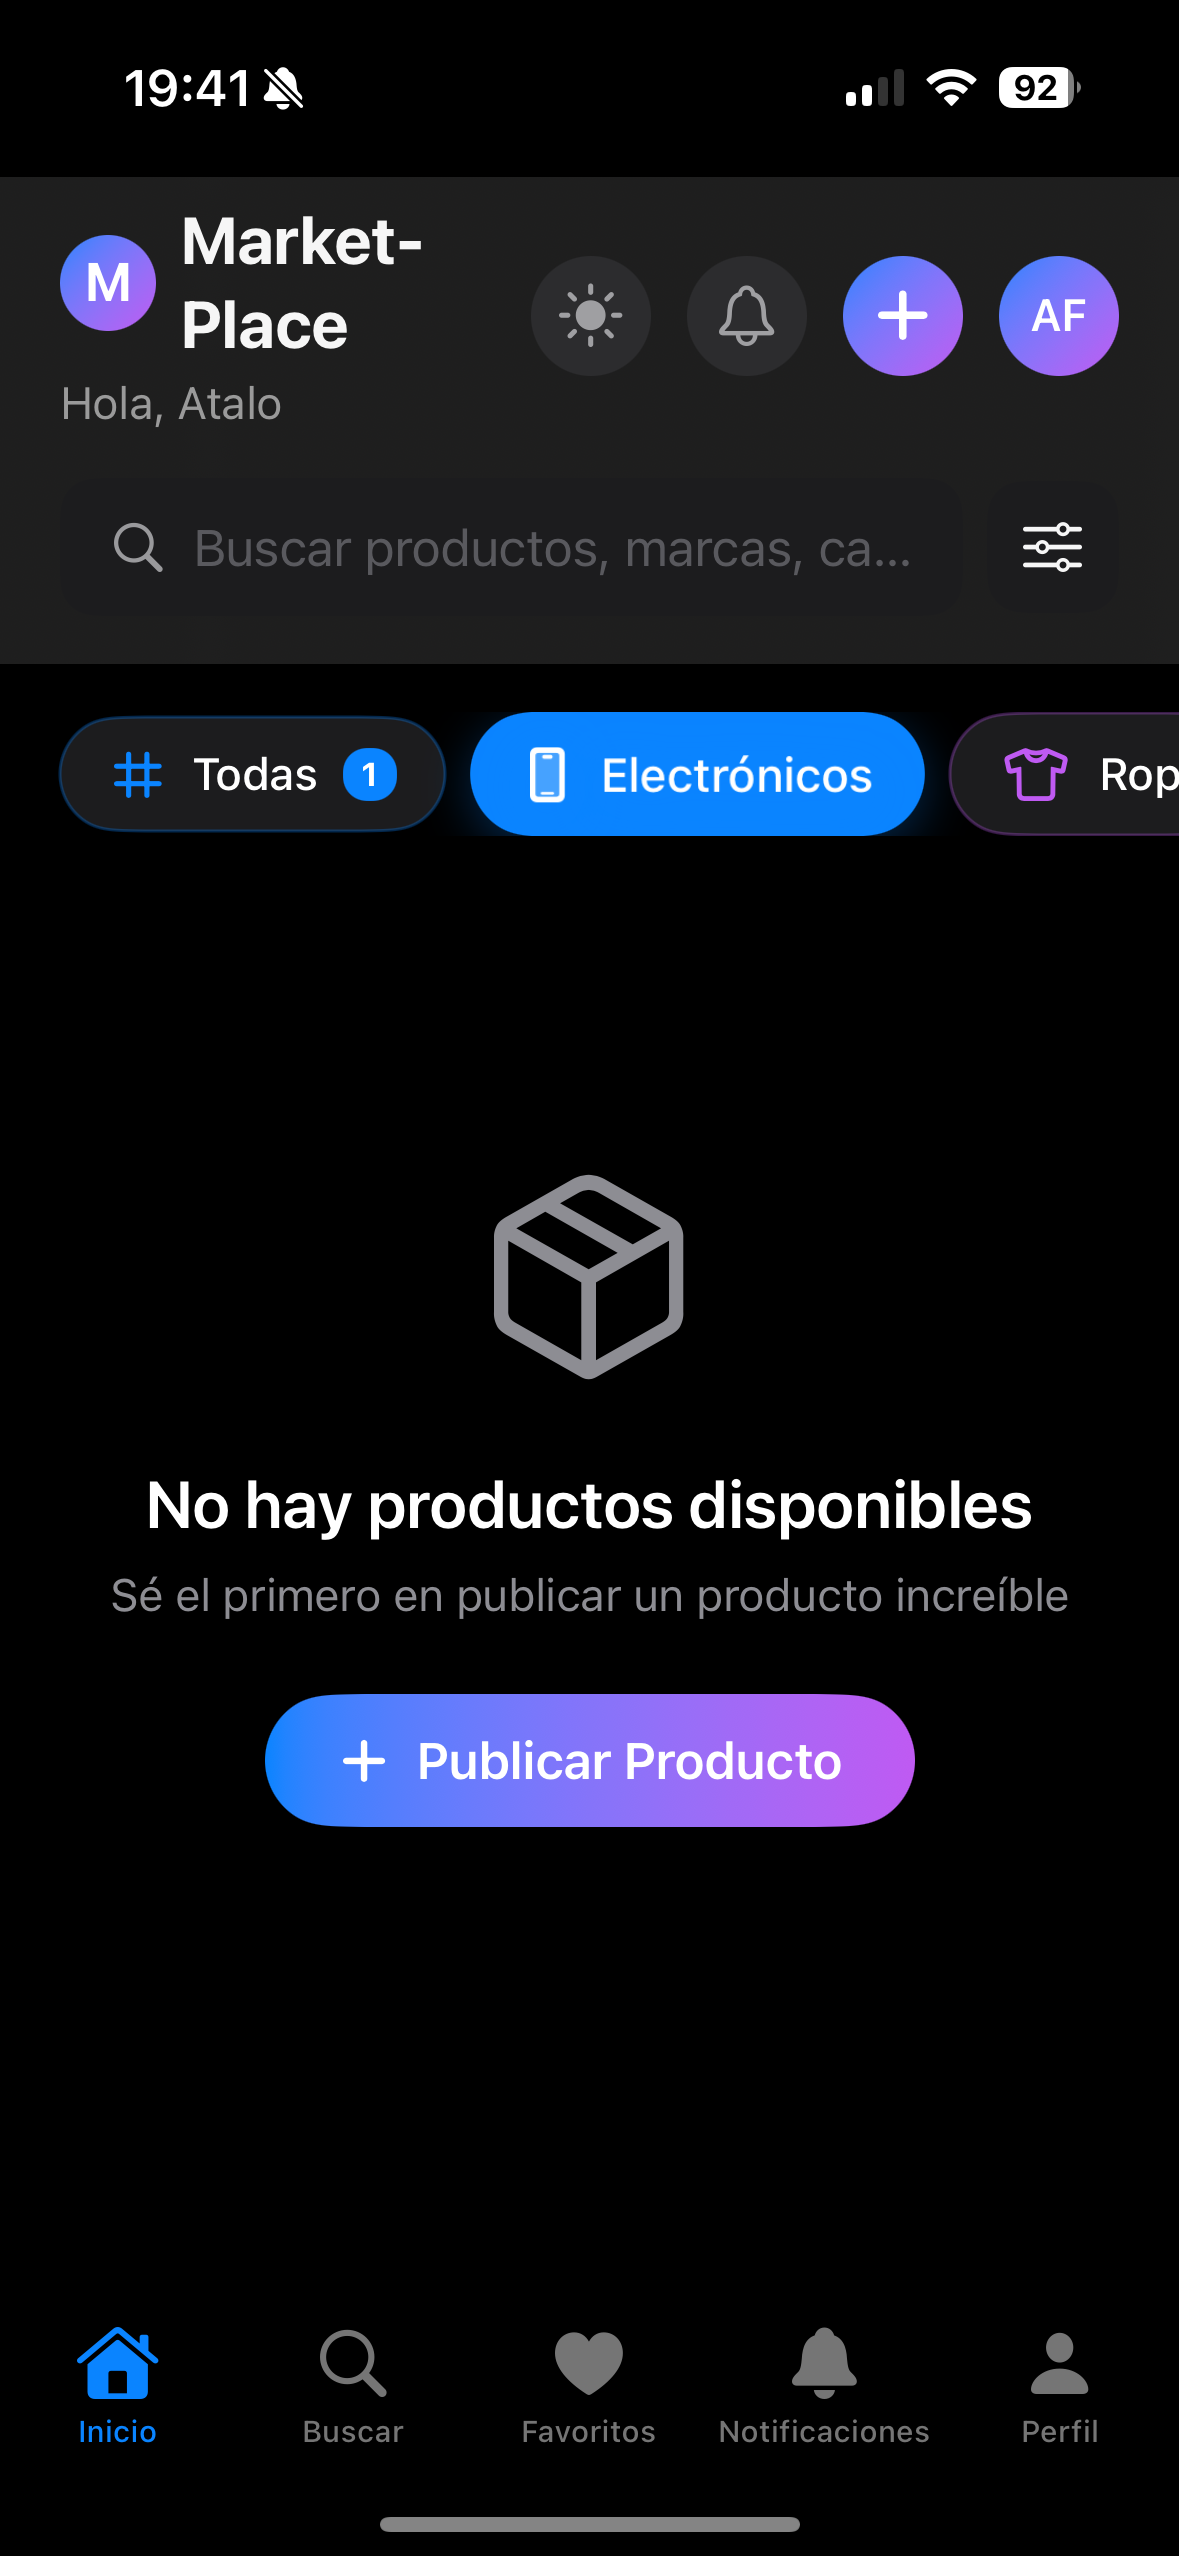 19:41
92
M
Market-
Place
AF
Hola, Atalo
Buscar productos, marcas, ca...
Todas 1
Electrónicos
Rop
No hay productos disponibles
Sé el primero en publicar un producto increíble
Publicar Producto
Inicio
Buscar
Favoritos
Notificaciones
Perfil